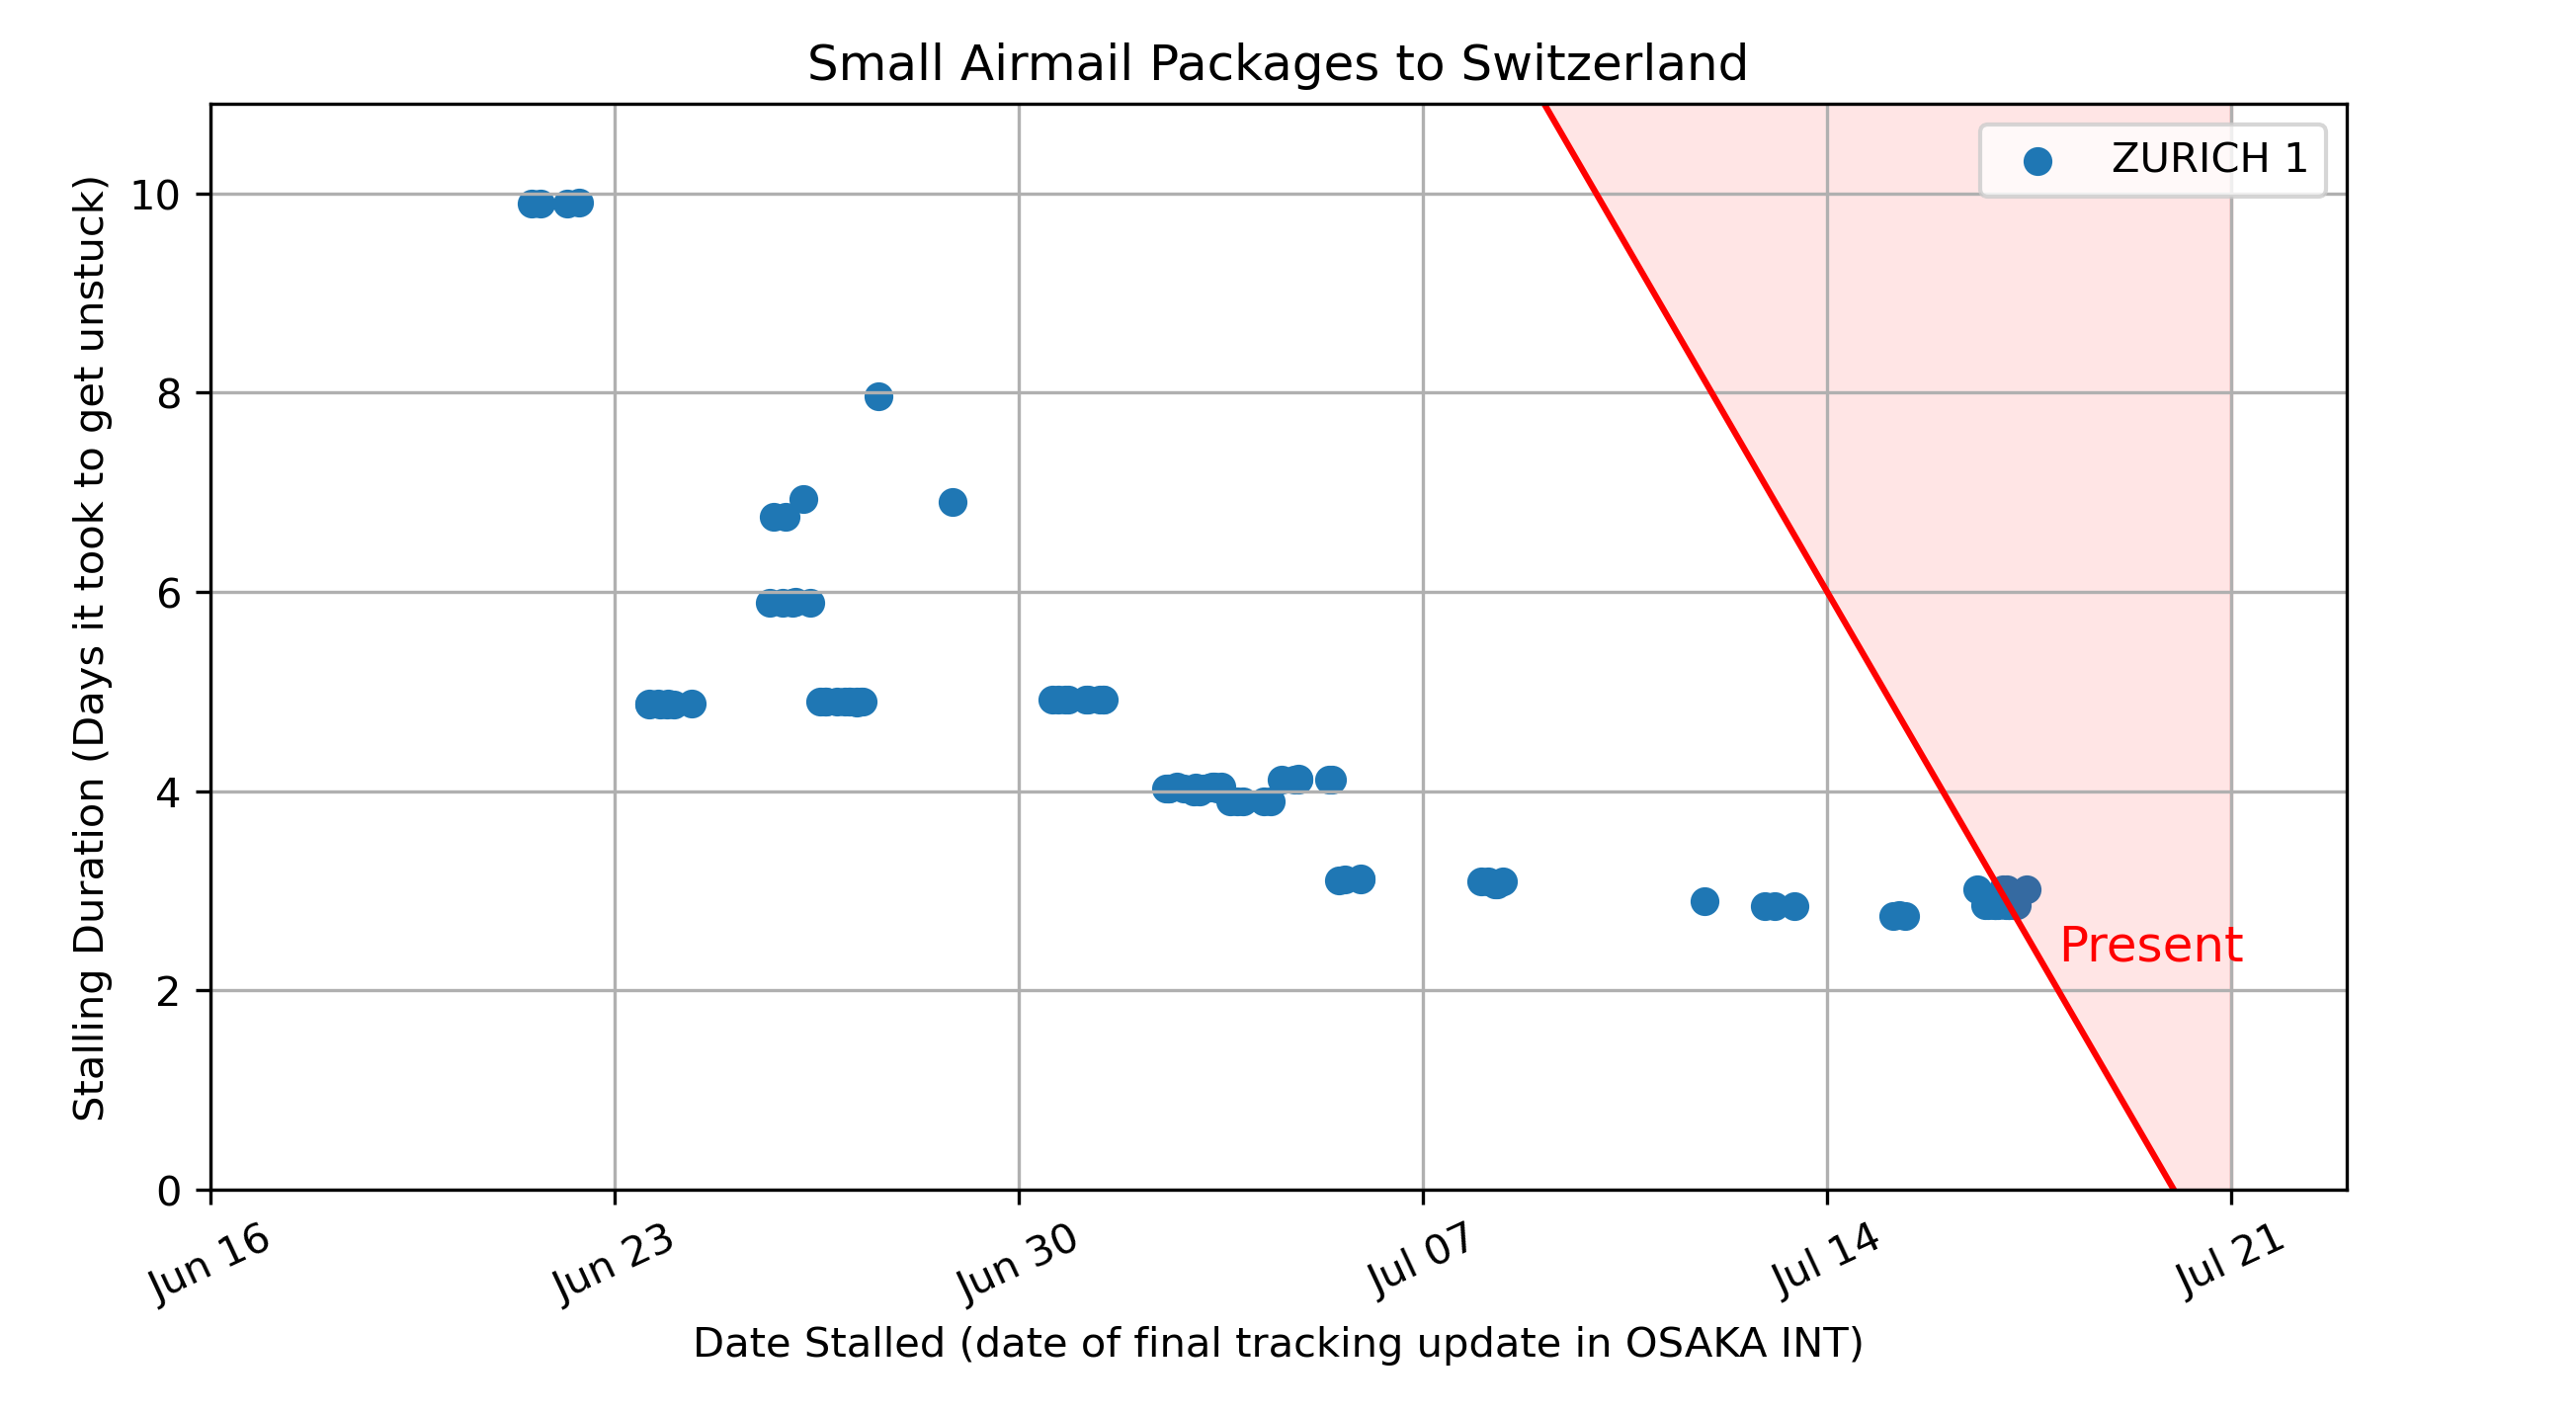 Small Airmail Packages to Switzerland
Stalling Duration (Days it took to get unstuck)
10
8
6
4
2
0
ZURICH 1
Present
Jun 16
Jun 23
Jun 30
Jul 07
Jul 14
Jul 21
Date Stalled (date of final tracking update in OSAKA INT)